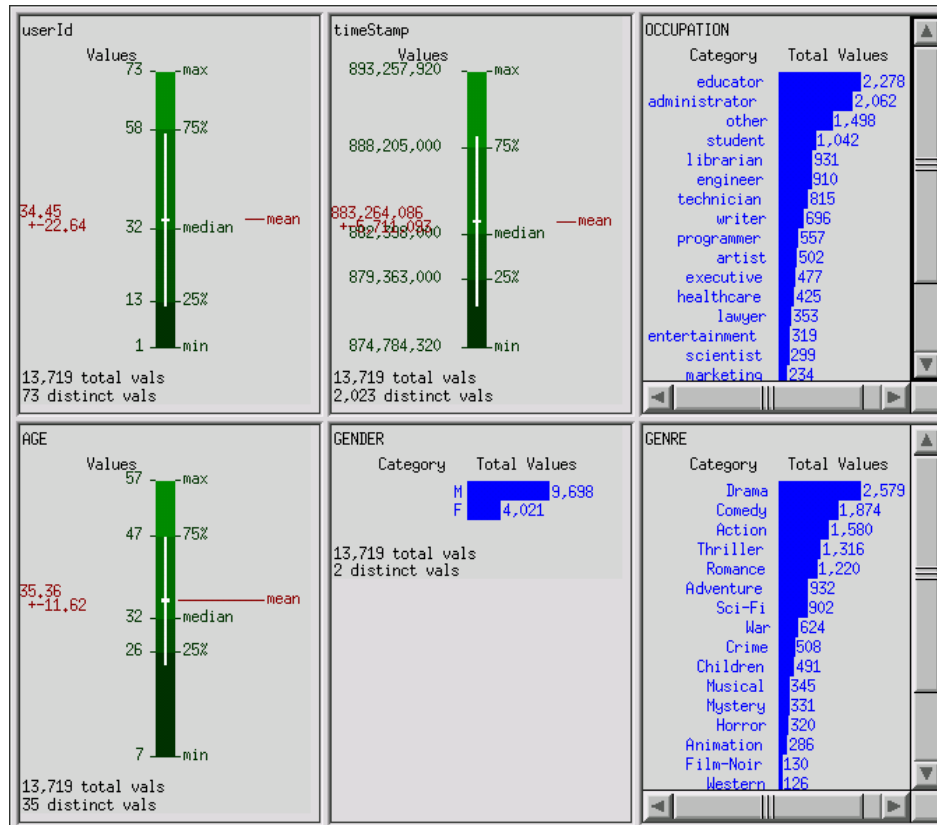 userId
Values
73 max
58 75%
34.45
+-22.64
mean
32 median
13 25%
1 min
13,719 total vals
73 distinct vals
timeStamp
Values
893,257,920 max
888,205,000 75%
883,264,086
+-6,711,093
mean
median
879,363,000 25%
874,784,320 min
13,719 total vals
2,023 distinct vals
OCCUPATION
Category Total Values
educator 2,278
administrator 2,062
other 1,498
student 1,042
librarian 931
engineer 910
technician 815
writer 696
programmer 557
artist 502
executive 477
healthcare 425
lawyer 353
entertainment 319
scientist 299
marketing 234
AGE
Values
57 max
47 75%
35.36
+-11.62
mean
32 median
26 25%
7 min
13,719 total vals
35 distinct vals
GENDER
Category Total Values
M 9,698
F 4,021
13,719 total vals
2 distinct vals
GENRE
Category Total Values
Drama 2,579
Comedy 1,874
Action 1,580
Thriller 1,316
Romance 1,220
Adventure 932
Sci-Fi 902
War 624
Crime 508
Children 491
Musical 345
Mystery 331
Horror 320
Animation 286
Film-Noir 130
Western 126